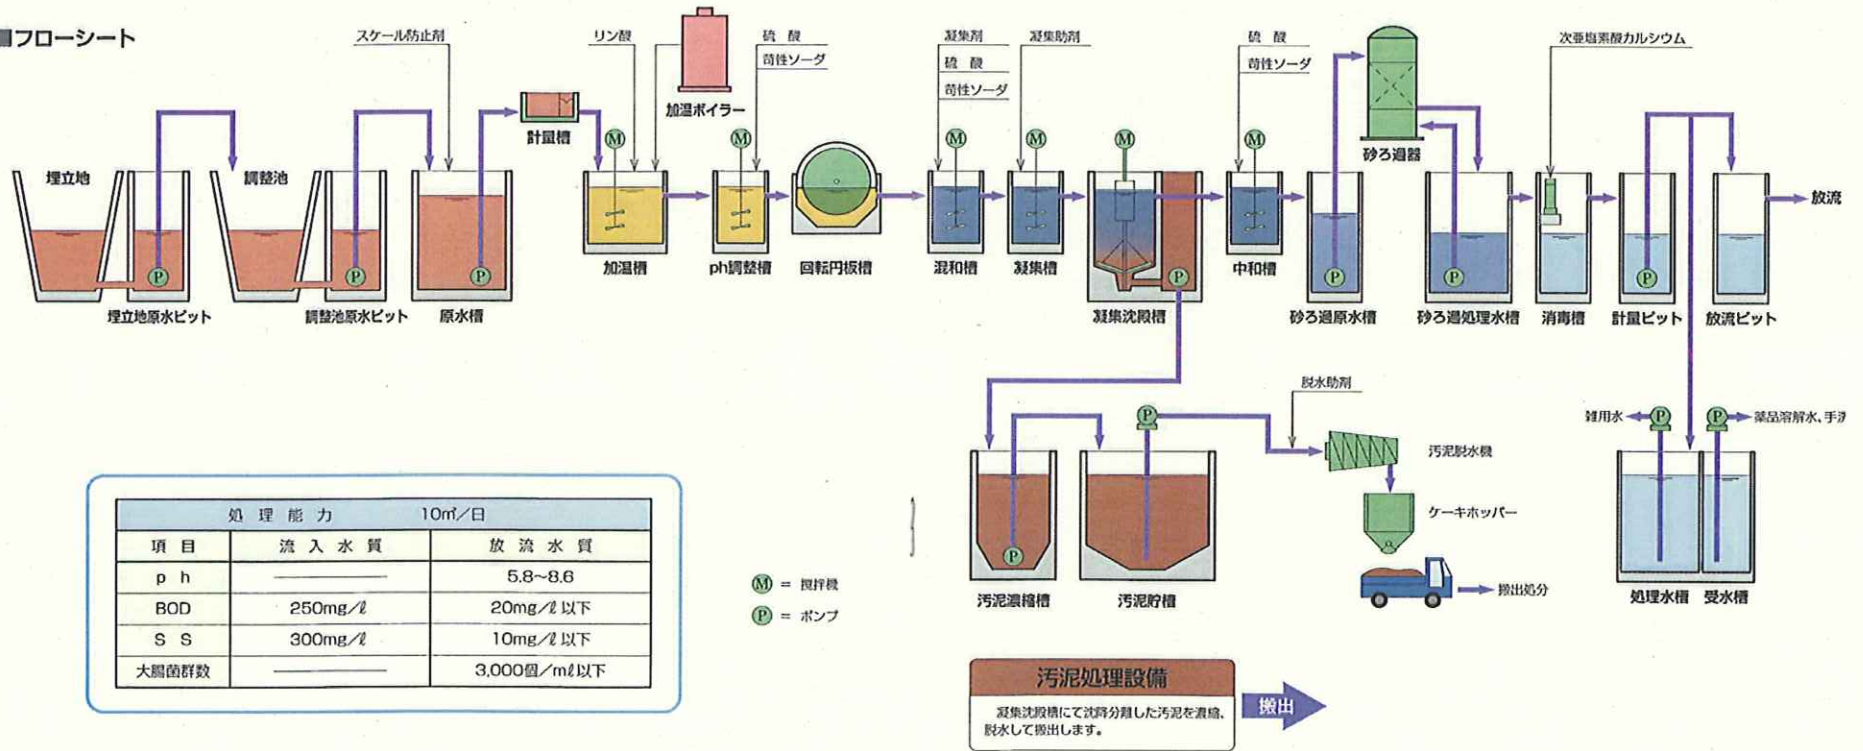 ■フローシート
スケール防止剤
リン酸
硫 酸
苛性ソーダ
凝集剤
硫 酸
苛性ソーダ
凝集助剤
硫 酸
苛性ソーダ
次亜塩素酸カルシウム
加温ボイラー
計量槽
砂ろ過器
埋立地
調整池
放流
M
M
M
M
M
M
P
P
P
P
P
P
P
埋立地原水ピット
調整池原水ピット
原水槽
加温槽
ph調整槽
回転円板槽
混和槽
凝集槽
凝集沈殿槽
中和槽
砂ろ過原水槽
砂ろ過処理水槽
消毒槽
計量ピット
放流ピット
脱水助剤
P
雑用水
P
P
薬品溶解水、手洗
汚泥脱水機
ケーキホッパー
P
搬出処分
汚泥濃縮槽
汚泥貯槽
処理水槽
受水槽
処 理 能 力 10㎥/日
項 目 流 入 水 質 放 流 水 質
p h ——— 5.8~8.6
BOD 250mg/ℓ 20mg/ℓ以下
S S 300mg/ℓ 10mg/ℓ以下
大腸菌群数 ——— 3,000個/mℓ以下
M = 撹拌機
P = ポンプ
汚泥処理設備
凝集沈殿槽にて沈降分離した汚泥を濃縮、
脱水して搬出します。
搬出